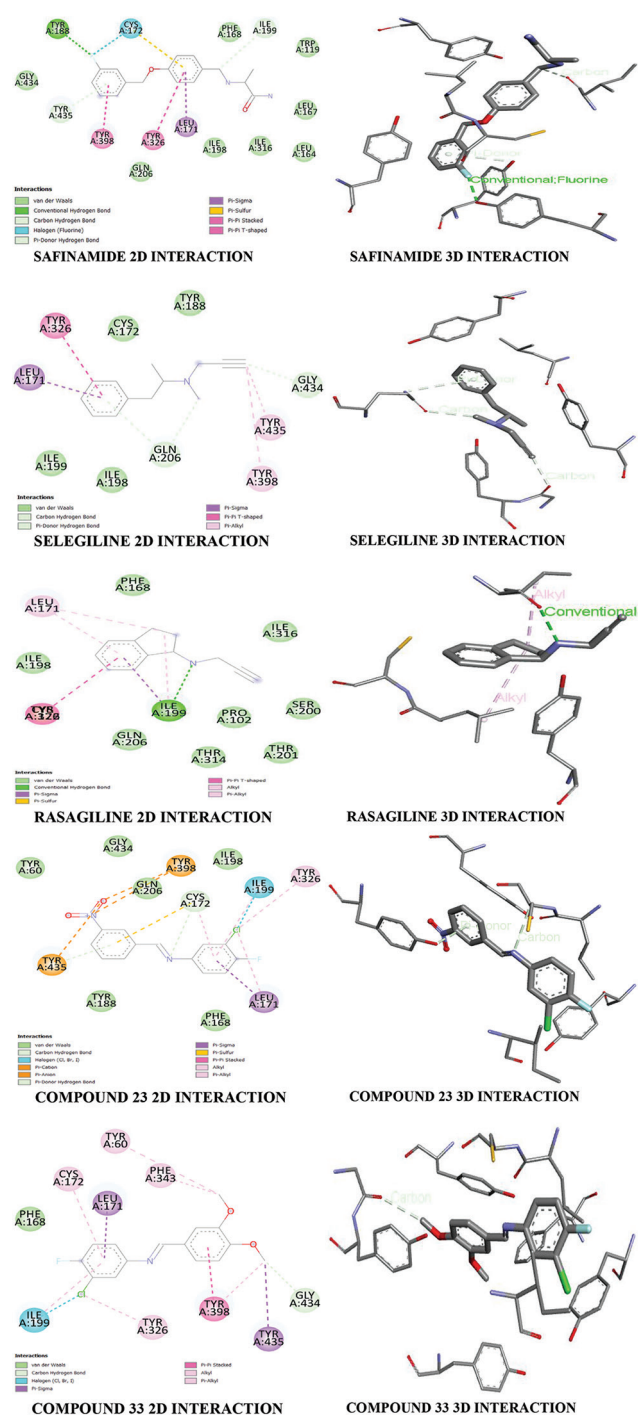 TYR
A:188
CYS
A:172
PHE
A:168
ILE
A:199
TRP
A:119
GLY
A:434
TYR
A:435
TYR
A:398
TYR
A:326
LEU
A:171
ILE
A:198
ILE
A:316
LEU
A:167
LEU
A:164
GLN
A:206
Interactions
van der Waals
Conventional Hydrogen Bond
Carbon Hydrogen Bond
Halogen (Fluorine)
Pi-Donor Hydrogen Bond
Pi-Sigma
Pi-Sulfur
Pi-Pi Stacked
Pi-Pi T-shaped
Carbon
Conventional;Fluorine
SAFINAMIDE 2D INTERACTION
SAFINAMIDE 3D INTERACTION
TYR
A:326
CYS
A:172
TYR
A:188
LEU
A:171
GLY
A:434
TYR
A:435
GLN
A:206
TYR
A:398
ILE
A:199
ILE
A:198
Interactions
van der Waals
Carbon Hydrogen Bond
Pi-Donor Hydrogen Bond
Pi-Sigma
Pi-Pi T-shaped
Pi-Alkyl
Carbon
Carbon
SELEGILINE 2D INTERACTION
SELEGILINE 3D INTERACTION
PHE
A:168
LEU
A:171
ILE
A:316
ILE
A:198
ILE
A:199
PRO
A:102
SER
A:200
GLN
A:206
THR
A:314
THR
A:201
Interactions
van der Waals
Conventional Hydrogen Bond
Pi-Sigma
Pi-Sulfur
Pi-Pi T-shaped
Alkyl
Pi-Alkyl
Alkyl
Conventional
Alkyl
RASAGILINE 2D INTERACTION
RASAGILINE 3D INTERACTION
TYR
A:60
GLY
A:434
GLN
A:206
TYR
A:398
ILE
A:198
CYS
A:172
ILE
A:199
TYR
A:326
TYR
A:435
TYR
A:188
PHE
A:168
LEU
A:171
Interactions
van der Waals
Carbon Hydrogen Bond
Halogen (Cl, Br, I)
Pi-Cation
Pi-Anion
Pi-Donor Hydrogen Bond
Pi-Sigma
Pi-Sulfur
Pi-Pi Stacked
Alkyl
Pi-Alkyl
Carbon
COMPOUND 23 2D INTERACTION
COMPOUND 23 3D INTERACTION
TYR
A:60
CYS
A:172
LEU
A:171
PHE
A:343
PHE
A:168
ILE
A:199
TYR
A:326
TYR
A:398
TYR
A:435
GLY
A:434
Interactions
van der Waals
Carbon Hydrogen Bond
Halogen (Cl, Br, I)
Pi-Sigma
Pi-Pi Stacked
Alkyl
Pi-Alkyl
Carbon
COMPOUND 33 2D INTERACTION
COMPOUND 33 3D INTERACTION